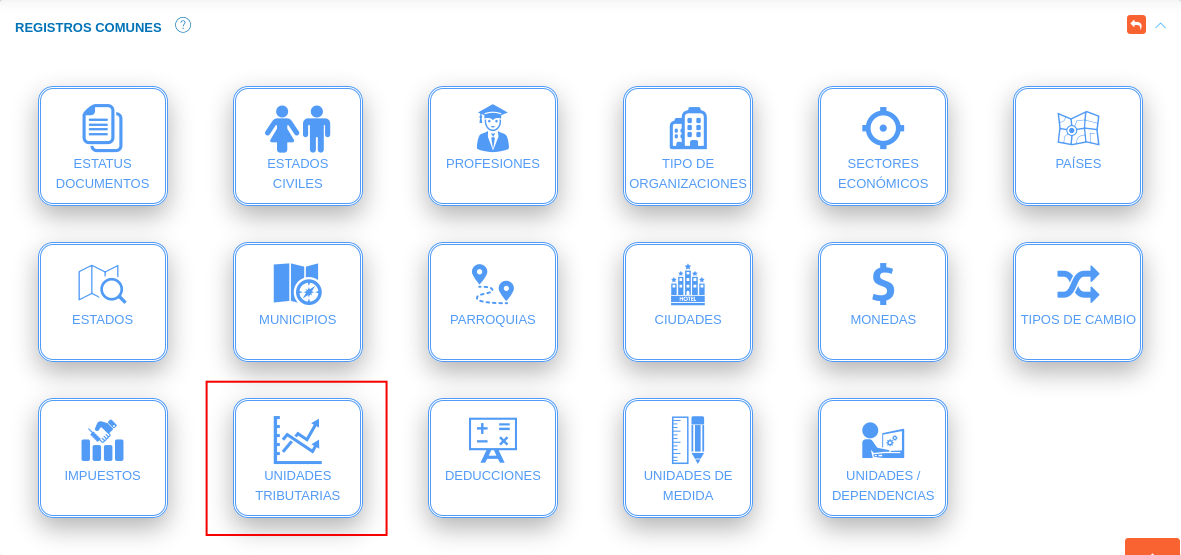 REGISTROS COMUNES ?
ESTATUS
DOCUMENTOS
ESTADOS
CIVILES
PROFESIONES
TIPO DE
ORGANIZACIONES
SECTORES
ECONÓMICOS
PAÍSES
ESTADOS
MUNICIPIOS
PARROQUIAS
HOTEL
CIUDADES
$
MONEDAS
TIPOS DE CAMBIO
IMPUESTOS
UNIDADES
TRIBUTARIAS
DEDUCCIONES
UNIDADES DE
MEDIDA
UNIDADES /
DEPENDENCIAS